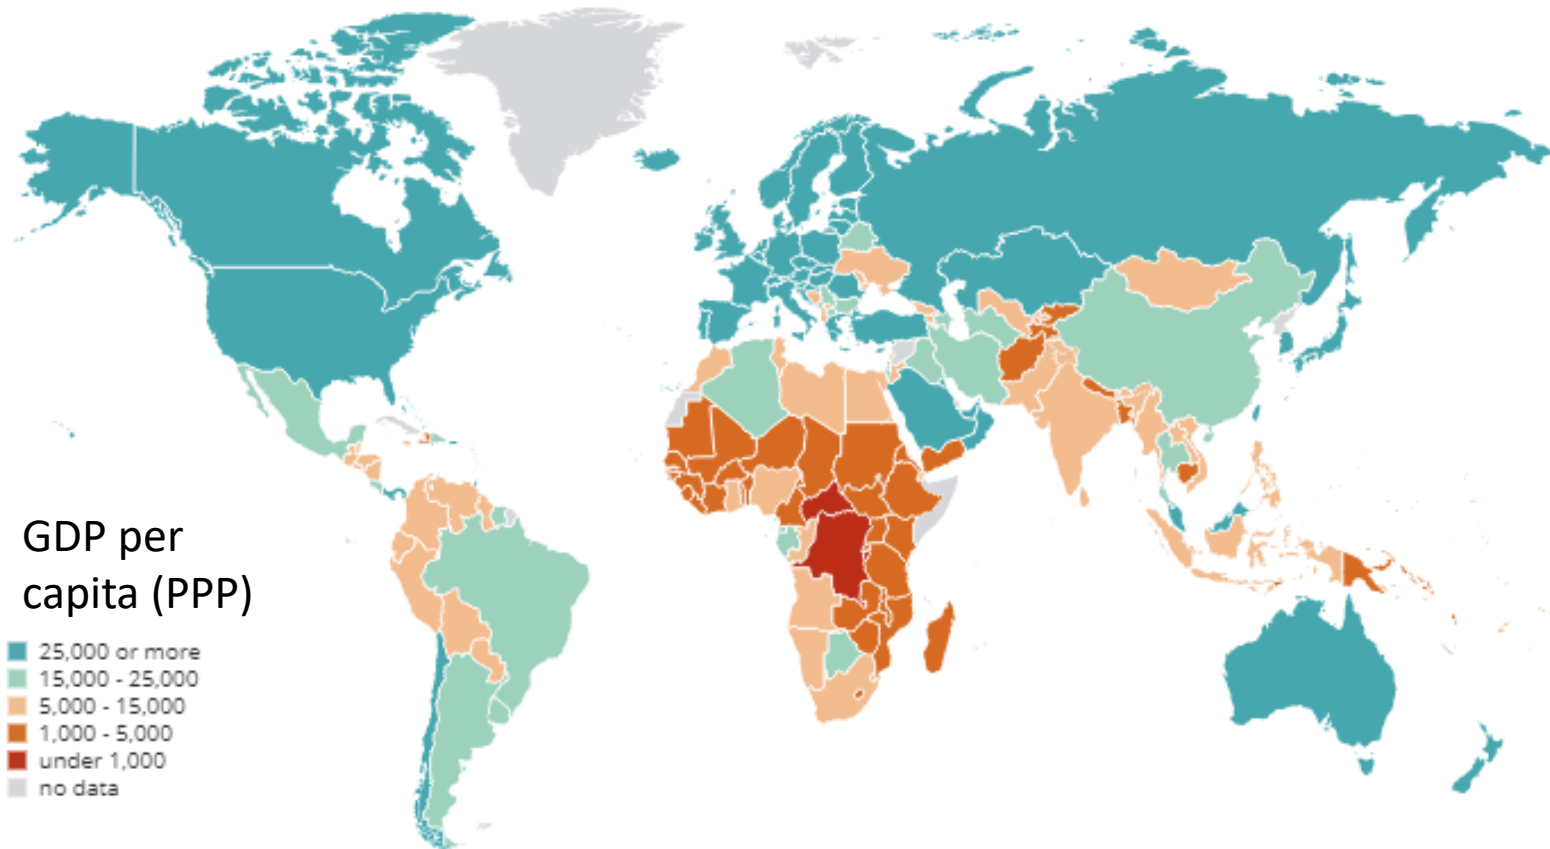 GDP per
capita (PPP)
25,000 or more
15,000 - 25,000
5,000 - 15,000
1,000 - 5,000
under 1,000
no data